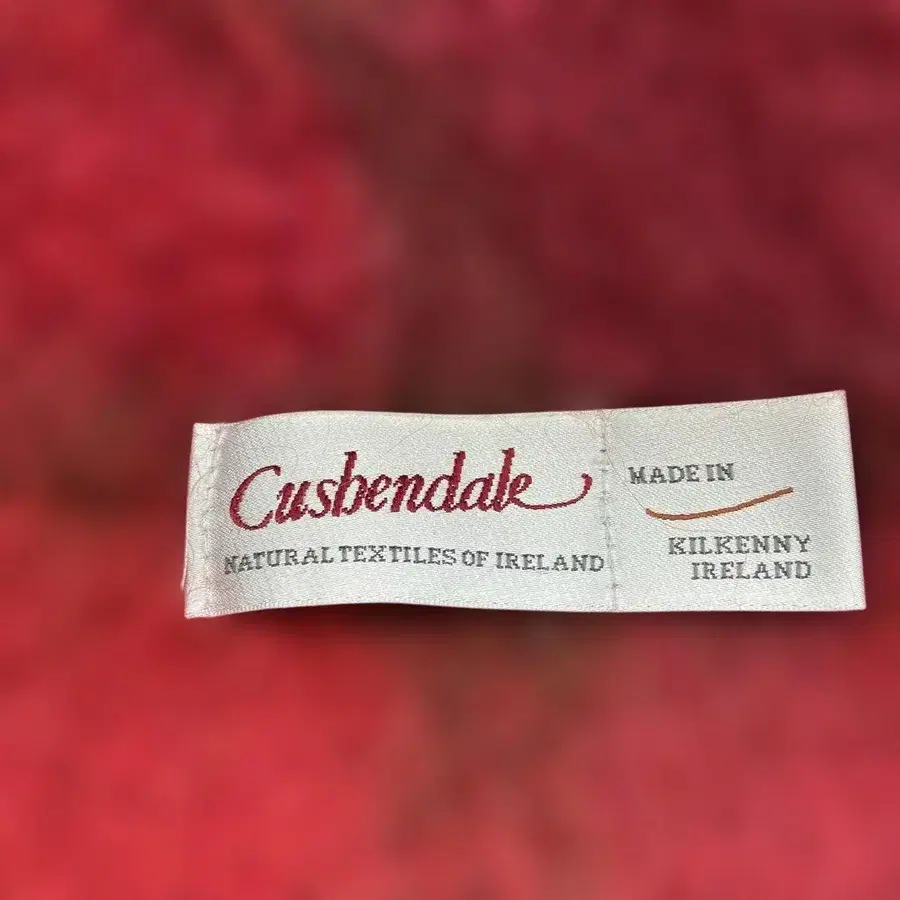 Cushendale
NATURAL TEXTILES OF IRELAND
MADE IN
KILKENNY
IRELAND